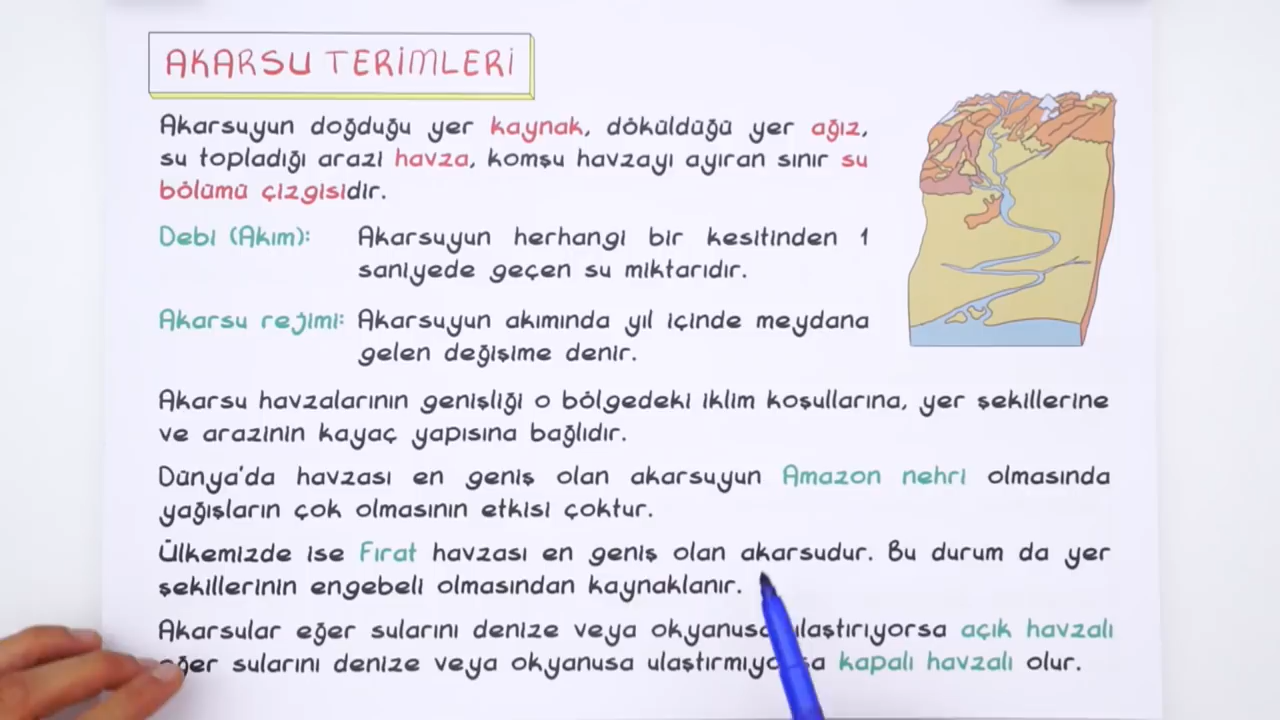 AKARSU TERİMLERİ
Akarsuyun doğduğu yer kaynak, döküldüğü yer ağız,
su topladığı arazi havza, komşu havzayı ayıran sınır su
bölümü çizgisidir.
Debi (Akım): Akarsuyun herhangi bir kesitinden 1
saniyede geçen su miktarıdır.
Akarsu rejimi: Akarsuyun akımında yıl içinde meydana
gelen değişime denir.
Akarsu havzalarının genişliği o bölgedeki iklim koşullarına, yer şekillerine
ve arazinin kayaç yapısına bağlıdır.
Dünya'da havzası en geniş olan akarsuyun Amazon nehri olmasında
yağışların çok olmasının etkisi çoktur.
Ülkemizde ise Fırat havzası en geniş olan akarsudur. Bu durum da yer
şekillerinin engebeli olmasından kaynaklanır.
Akarsular eğer sularını denize veya okyanusa ulaştırıyorsa açık havzalı
eğer sularını denize veya okyanusa ulaştırmıyorsa kapalı havzalı olur.